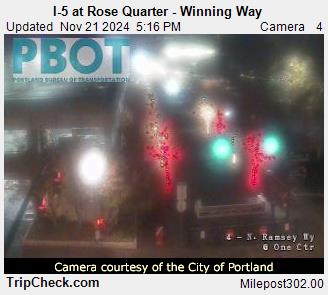 I-5 at Rose Quarter - Winning Way
Updated Nov 21 2024 5:16 PM Camera 4
PBOT
PORTLAND BUREAU OF TRANSPORTATION
4 - N. Ramsey Wy
@ One Ctr
Camera courtesy of the City of Portland
TripCheck.com Milepost302.00